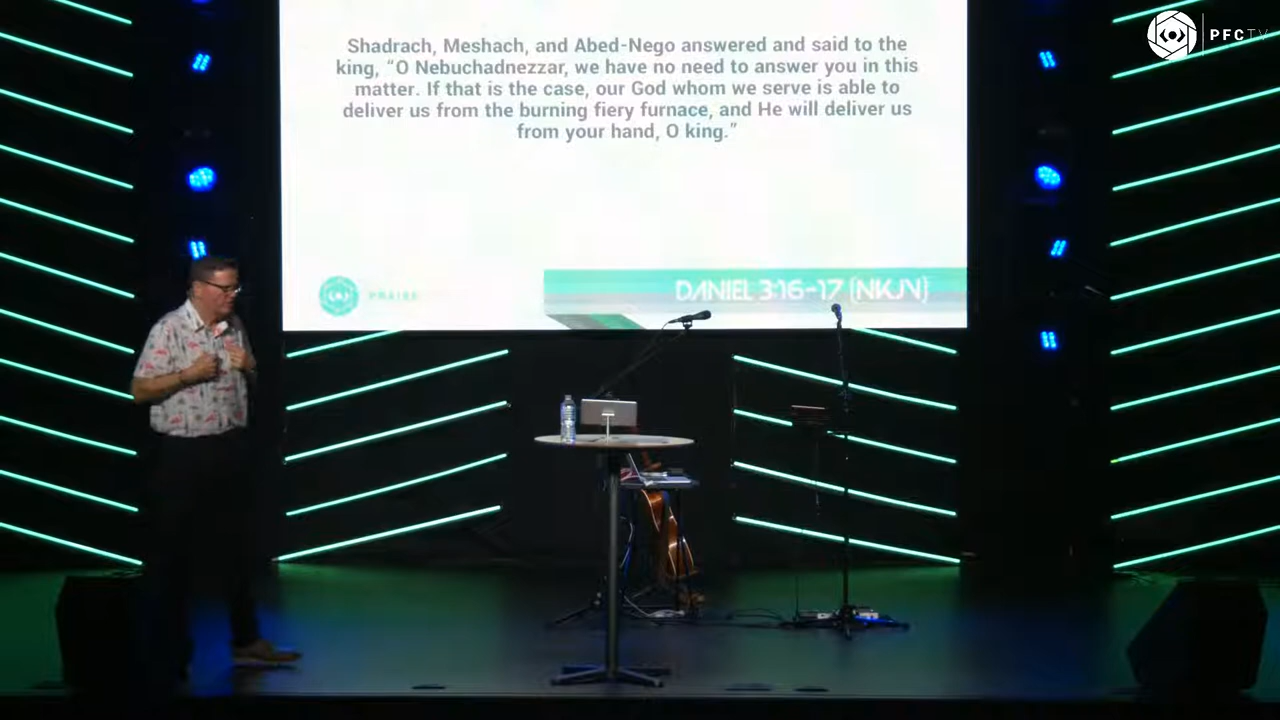 PFCTV
Shadrach, Meshach, and Abed-Nego answered and said to the
king, “O Nebuchadnezzar, we have no need to answer you in this
matter. If that is the case, our God whom we serve is able to
deliver us from the burning fiery furnace, and He will deliver us
from your hand, O king.”
PRAISE
DANIEL 3:16-17 (NKJV)